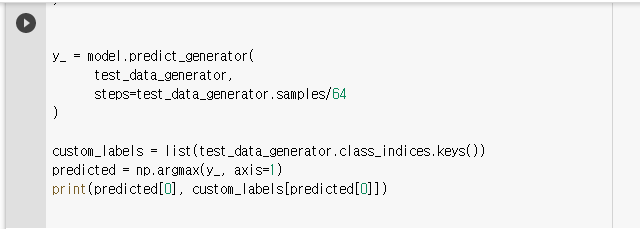 y_ = model.predict_generator(
test_data_generator,
steps=test_data_generator.samples/64
)
custom_labels = list(test_data_generator.class_indices.keys())
predicted = np.argmax(y_, axis=1)
print(predicted[0], custom_labels[predicted[0]])